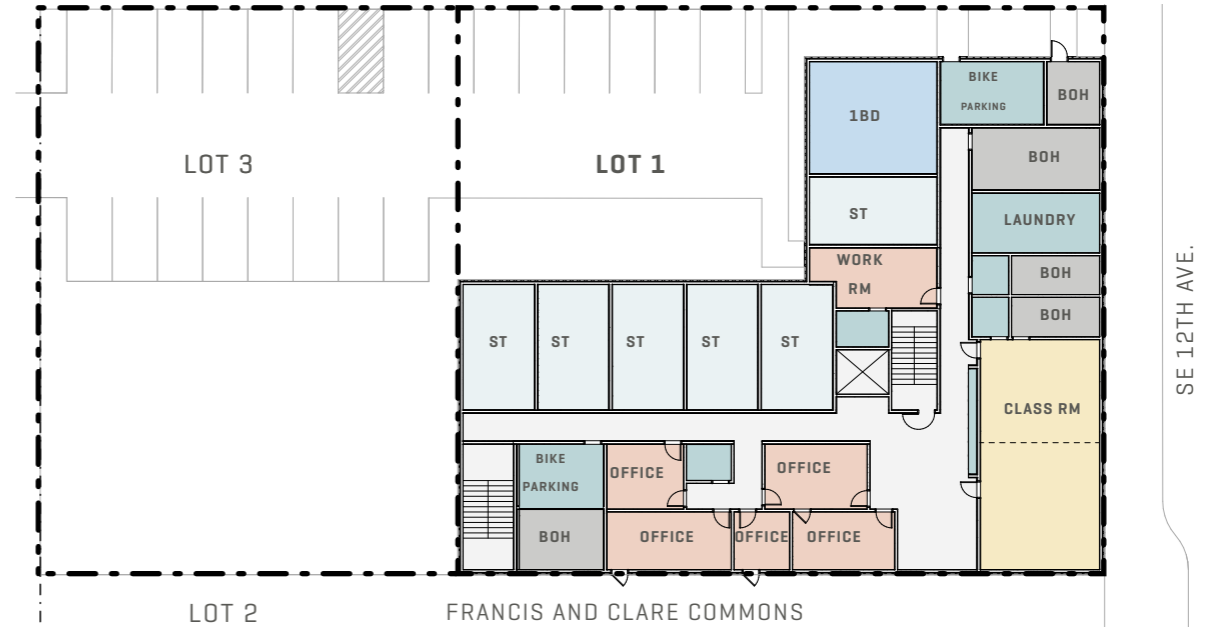 BIKE
PARKING
BOH
1BD
BOH
LOT 3
LOT 1
ST
LAUNDRY
WORK
RM
BOH
BOH
ST
ST
ST
ST
ST
CLASS RM
SE 12TH AVE.
BIKE
PARKING
OFFICE
OFFICE
BOH
OFFICE
OFFICE
OFFICE
LOT 2
FRANCIS AND CLARE COMMONS